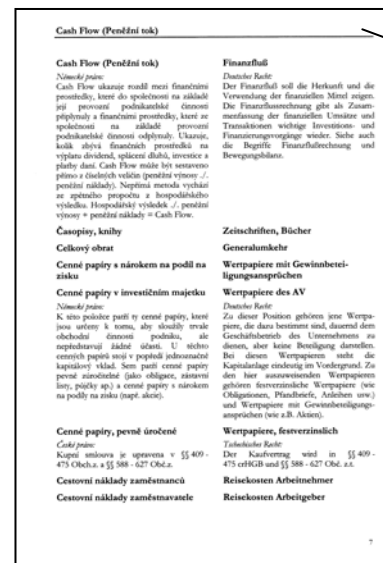 Cash Flow (Peněžní tok)
Cash Flow (Peněžní tok)
Německé právo:
Cash Flow ukazuje rozdíl mezi finančními
prostředky, které do společnosti na základě
její provozní podnikatelské činnosti
připlynuly a finančními prostředky, které ze
společnosti na základě provozní
podnikatelské činnosti odplynuly. Ukazuje,
kolik zbývá finančních prostředků na
výplatu dividend, splácení dluhů, investice a
platby daní. Cash Flow může být sestaveno
přímo z číselných veličin (peněžní výnosy ./.
peněžní náklady). Nepřímá metoda vychází
ze zpětného propočtu z hospodářského
výsledku. Hospodářský výsledek ./. peněžní
výnosy + peněžní náklady = Cash Flow.
Časopisy, knihy
Celkový obrat
Cenné papíry s nárokem na podíl na
zisku
Cenné papíry v investičním majetku
Německé právo:
K této položce patří ty cenné papíry, které
jsou určeny k tomu, aby sloužily trvale
obchodní činnosti podniku, ale
nepředstavují žádné účasti. U těchto
cenných papírů stojí v popředí jednoznačně
kapitálový vklad. Sem patří cenné papíry
pevně zúročitelné (jako obligace, zástavní
listy, půjčky ap.) a cenné papíry s nárokem
na podíly na zisku (např. akcie).
Cenné papíry, pevně úročené
České právo:
Kupní smlouva je upravena v §§ 409 -
475 Obch.z. a §§ 588 - 627 Obč.z.
Cestovní náklady zaměstnanců
Cestovní náklady zaměstnavatele
Finanzfluß
Deutsches Recht:
Der Finanzfluß soll die Herkunft und die
Verwendung der finanziellen Mittel zeigen.
Die Finanzflussrechnung gibt als Zusam-
menfassung der finanziellen Umsätze und
Transaktionen wichtige Investitions- und
Finanzierungsvorgänge wieder. Siehe auch
die Begriffe Finanzflußrechnung und
Bewegungsbilanz.
Zeitschriften, Bücher
Generalumkehr
Wertpapiere mit Gewinnbetei-
ligungsansprüchen
Wertpapiere des AV
Deutsches Recht:
Zu dieser Position gehören jene Wertpa-
piere, die dazu bestimmt sind, dauernd dem
Geschäftsbetrieb des Unternehmens zu
dienen, aber keine Beteiligung darstellen.
Bei diesen Wertpapieren steht die
Kapitalanlage eindeutig im Vordergrund. Zu
den hier auszuweisenden Wertpapieren
gehören festverzinsliche Wertpapiere (wie
Obligationen, Pfandbriefe, Anleihen usw.)
und Wertpapiere mit Gewinnbeteiligungs-
ansprüchen (wie z.B. Aktien).
Wertpapiere, festverzinslich
Tschechisches Recht:
Der Kaufvertrag wird in §§ 409 -
475 crHGB und §§ 588 - 627 Obč. z.t.
Reisekosten Arbeitnehmer
Reisekosten Arbeitgeber
7